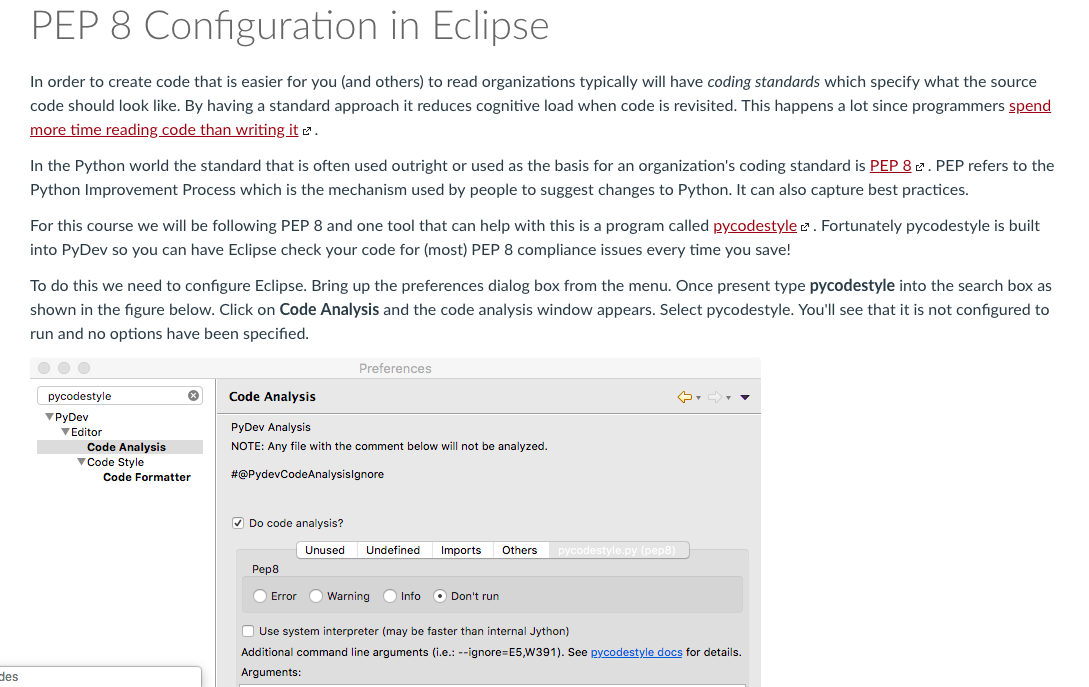 PEP 8 Configuration in Eclipse
In order to create code that is easier for you (and others) to read organizations typically will have coding standards which specify what the source
code should look like. By having a standard approach it reduces cognitive load when code is revisited. This happens a lot since programmers spend
more time reading code than writing it .
In the Python world the standard that is often used outright or used as the basis for an organization's coding standard is PEP 8 . PEP refers to the
Python Improvement Process which is the mechanism used by people to suggest changes to Python. It can also capture best practices.
For this course we will be following PEP 8 and one tool that can help with this is a program called pycodestyle . Fortunately pycodestyle is built
into PyDev so you can have Eclipse check your code for (most) PEP 8 compliance issues every time you save!
To do this we need to configure Eclipse. Bring up the preferences dialog box from the menu. Once present type pycodestyle into the search box as
shown in the figure below. Click on Code Analysis and the code analysis window appears. Select pycodestyle. You'll see that it is not configured to
run and no options have been specified.
Preferences
pycodestyle
PyDev
Editor
Code Analysis
Code Style
Code Formatter
Code Analysis
PyDev Analysis
NOTE: Any file with the comment below will not be analyzed.
#@PydevCodeAnalysisIgnore
Do code analysis?
Unused Undefined Imports Others pycodestyle.py (pep8)
Pep8
Error Warning Info Don't run
Use system interpreter (may be faster than internal Jython)
Additional command line arguments (i.e.: --ignore=E5,W391). See pycodestyle docs for details.
Arguments:
des